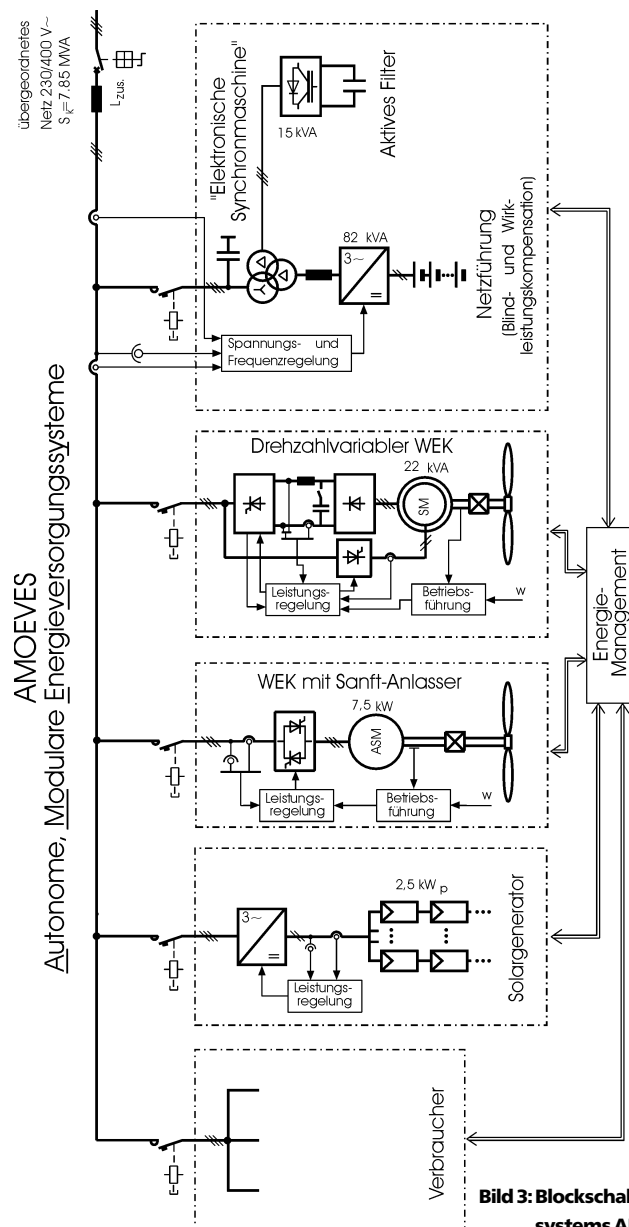 AMOEVES
Autonome, Modulare Energieversorgungssysteme
übergeordnetes
Netz 230/400 V~
Sk=7.85 MVA
Lzus.
"Elektronische
Synchronmaschine"
15 kVA
Aktives Filter
82 kVA
3~
=
Spannungs- und
Frequenzregelung
Netzführung
(Blind- und Wirk-
leistungskompensation)
Drehzahlvariabler WEK
22 kVA
SM
Leistungs-
regelung
Betriebs-
führung
w
WEK mit Sanft-Anlasser
7,5 kW
ASM
Leistungs-
regelung
Betriebs-
führung
w
3~
=
2,5 kWp
Leistungs-
regelung
Solargenerator
Verbraucher
Energie-
Management
Bild 3: Blockschal
systems A